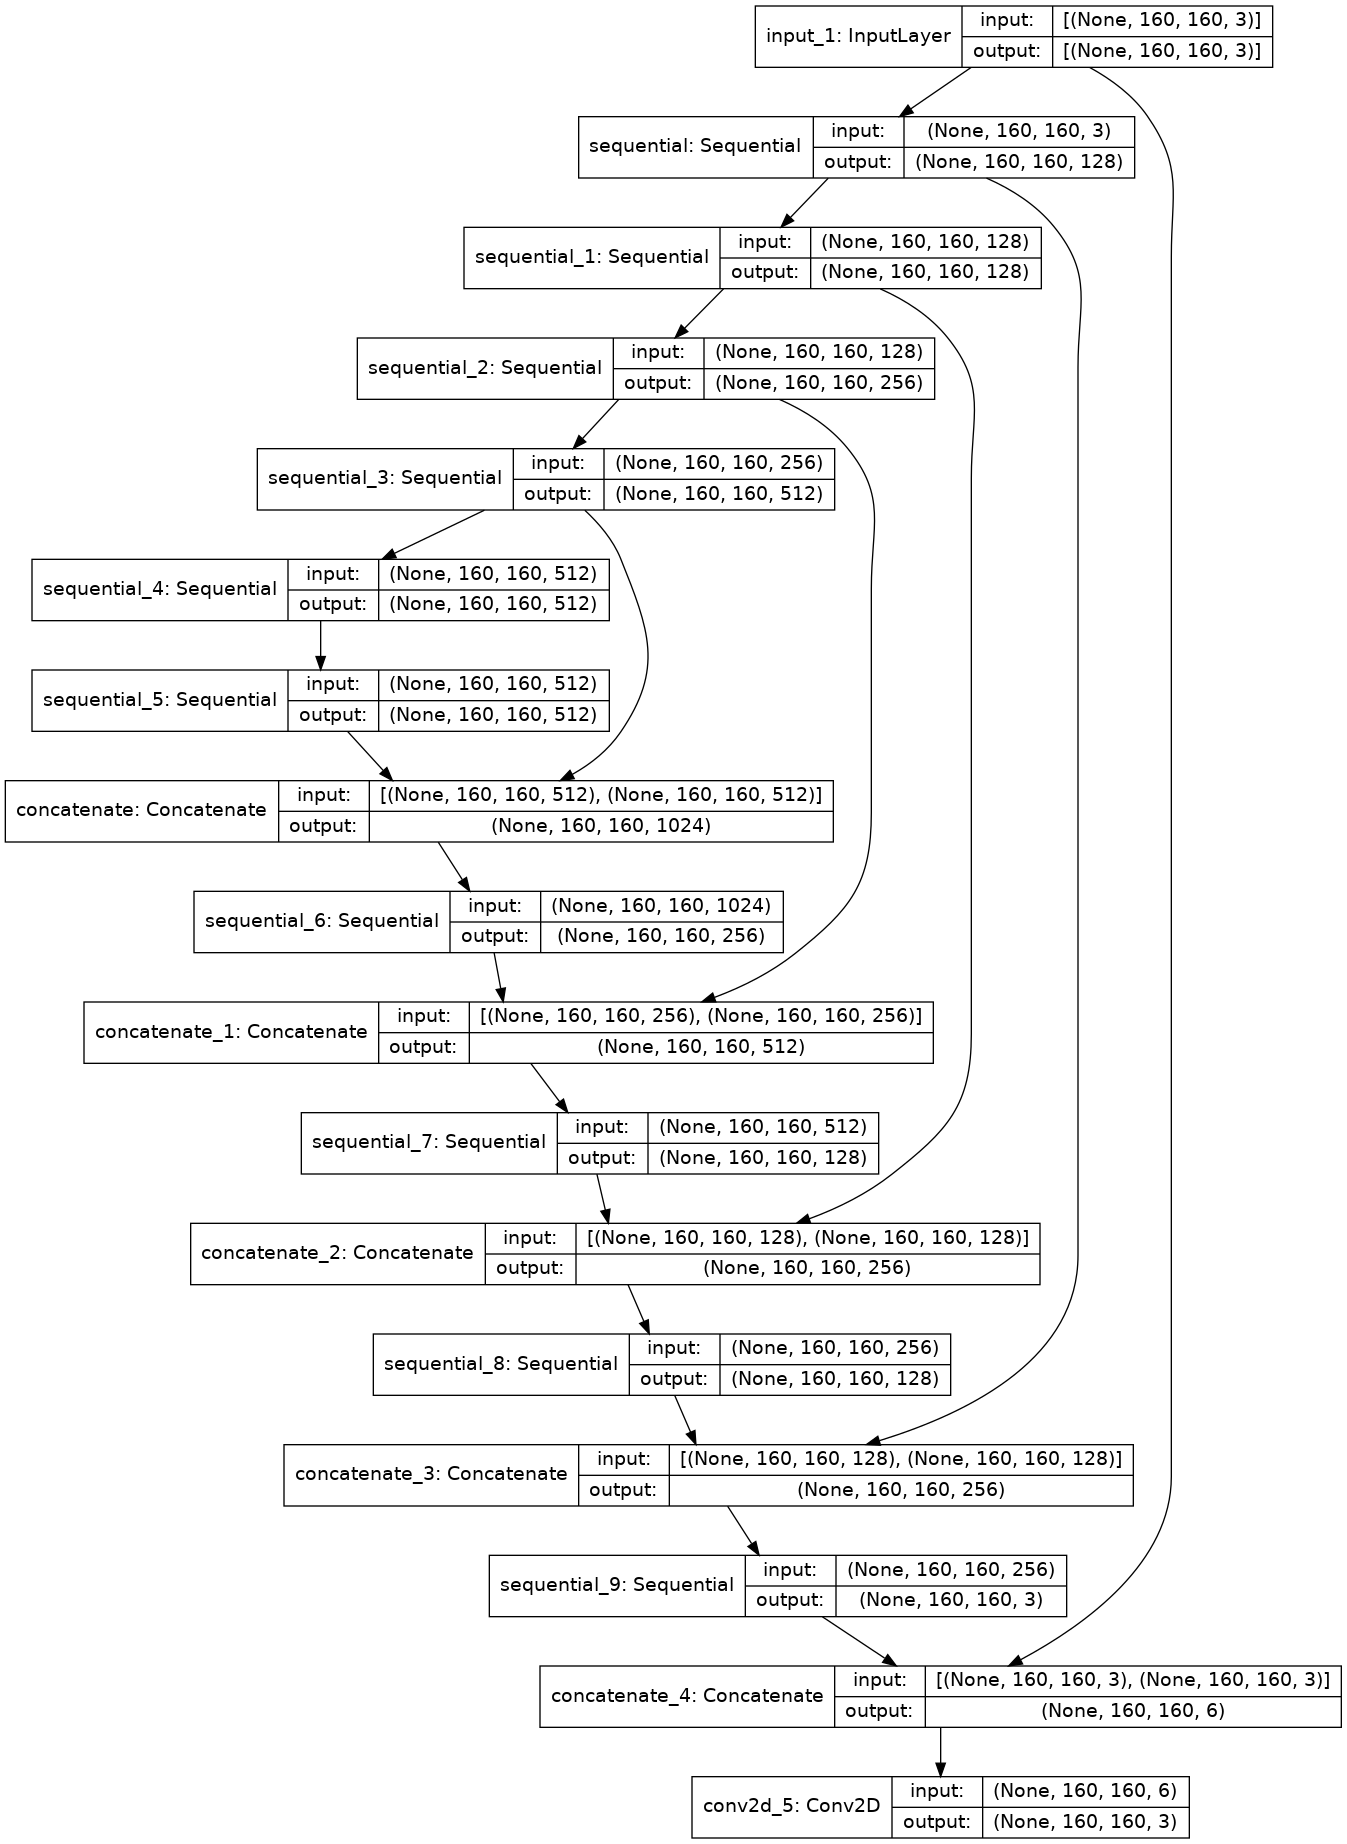 input_1: InputLayer
input: [(None, 160, 160, 3)]
output: [(None, 160, 160, 3)]
sequential: Sequential
input: (None, 160, 160, 3)
output: (None, 160, 160, 128)
sequential_1: Sequential
input: (None, 160, 160, 128)
output: (None, 160, 160, 128)
sequential_2: Sequential
input: (None, 160, 160, 128)
output: (None, 160, 160, 256)
sequential_3: Sequential
input: (None, 160, 160, 256)
output: (None, 160, 160, 512)
sequential_4: Sequential
input: (None, 160, 160, 512)
output: (None, 160, 160, 512)
sequential_5: Sequential
input: (None, 160, 160, 512)
output: (None, 160, 160, 512)
concatenate: Concatenate
input: [(None, 160, 160, 512), (None, 160, 160, 512)]
output: (None, 160, 160, 1024)
sequential_6: Sequential
input: (None, 160, 160, 1024)
output: (None, 160, 160, 256)
concatenate_1: Concatenate
input: [(None, 160, 160, 256), (None, 160, 160, 256)]
output: (None, 160, 160, 512)
sequential_7: Sequential
input: (None, 160, 160, 512)
output: (None, 160, 160, 128)
concatenate_2: Concatenate
input: [(None, 160, 160, 128), (None, 160, 160, 128)]
output: (None, 160, 160, 256)
sequential_8: Sequential
input: (None, 160, 160, 256)
output: (None, 160, 160, 128)
concatenate_3: Concatenate
input: [(None, 160, 160, 128), (None, 160, 160, 128)]
output: (None, 160, 160, 256)
sequential_9: Sequential
input: (None, 160, 160, 256)
output: (None, 160, 160, 3)
concatenate_4: Concatenate
input: [(None, 160, 160, 3), (None, 160, 160, 3)]
output: (None, 160, 160, 6)
conv2d_5: Conv2D
input: (None, 160, 160, 6)
output: (None, 160, 160, 3)